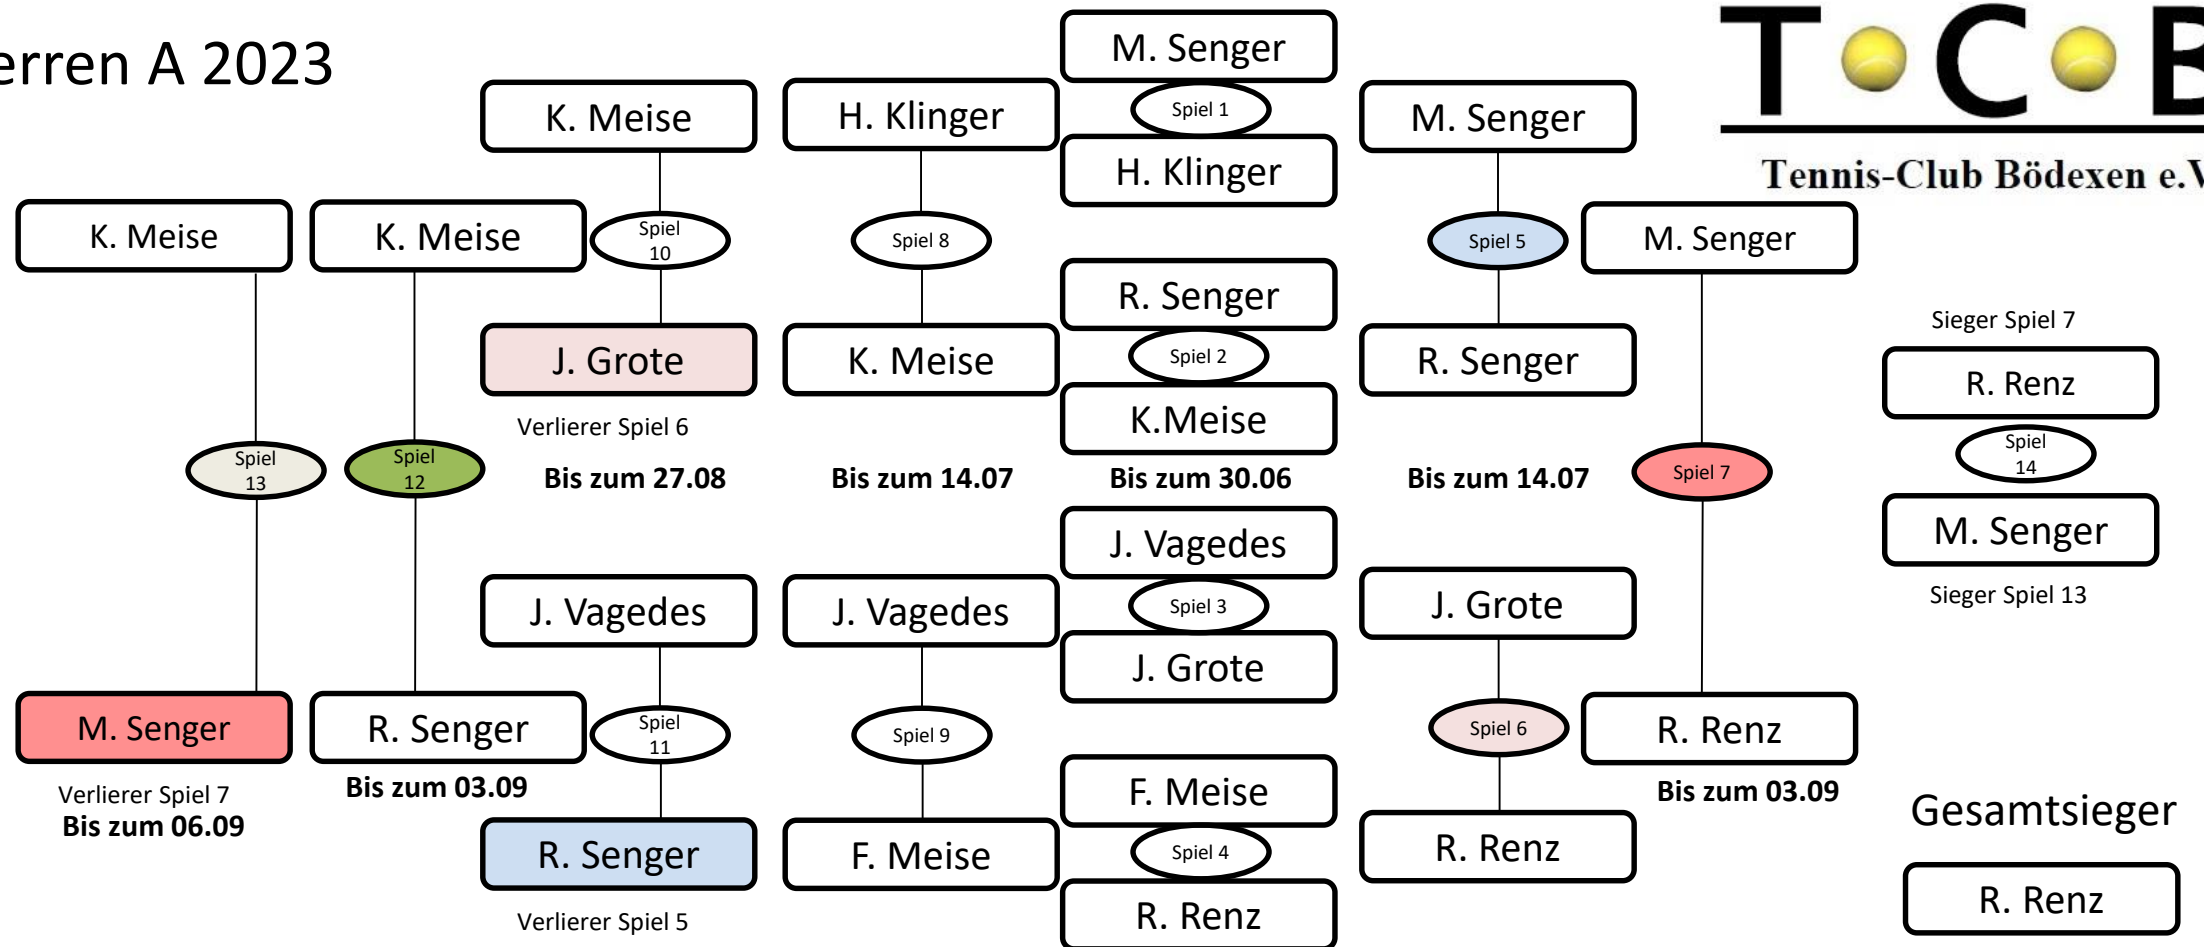 erren A 2023
T C B
Tennis-Club Bödexen e.V
K. Meise
M. Senger
Spiel
13
Verlierer Spiel 7
Bis zum 06.09
K. Meise
Spiel
12
R. Senger
Bis zum 03.09
K. Meise
Spiel
10
J. Grote
Verlierer Spiel 6
Bis zum 27.08
J. Vagedes
Spiel
11
R. Senger
Verlierer Spiel 5
H. Klinger
Spiel 8
K. Meise
Bis zum 14.07
J. Vagedes
Spiel 9
F. Meise
M. Senger
Spiel 1
H. Klinger
R. Senger
Spiel 2
K.Meise
Bis zum 30.06
J. Vagedes
Spiel 3
J. Grote
F. Meise
Spiel 4
R. Renz
M. Senger
Spiel 5
R. Senger
Bis zum 14.07
J. Grote
Spiel 6
R. Renz
M. Senger
Spiel 7
R. Renz
Bis zum 03.09
Sieger Spiel 7
R. Renz
Spiel
14
M. Senger
Sieger Spiel 13
Gesamtsieger
R. Renz